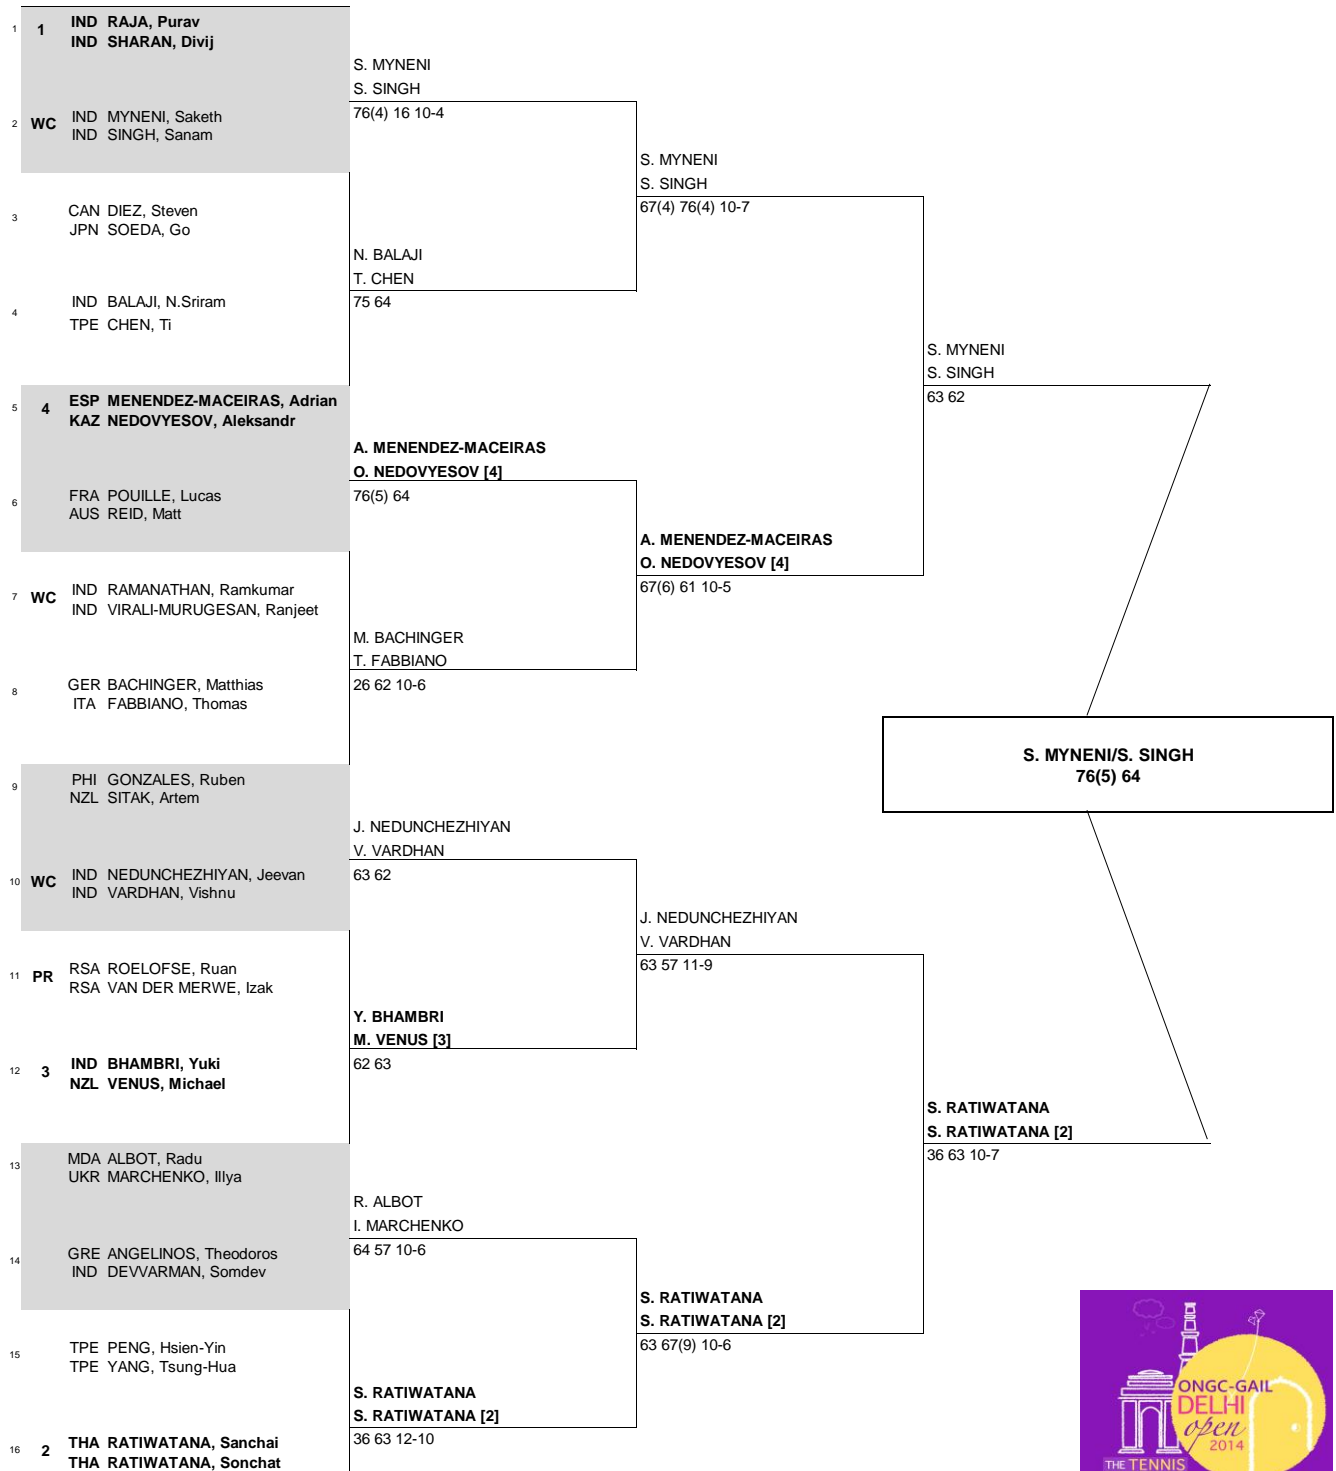 1 1 IND RAJA, Purav
IND SHARAN, Divij
S. MYNENI
S. SINGH
76(4) 16 10-4
2 WC IND MYNENI, Saketh
IND SINGH, Sanam
S. MYNENI
S. SINGH
67(4) 76(4) 10-7
3 CAN DIEZ, Steven
JPN SOEDA, Go
N. BALAJI
T. CHEN
75 64
4 IND BALAJI, N.Sriram
TPE CHEN, Ti
S. MYNENI
S. SINGH
63 62
5 4 ESP MENENDEZ-MACEIRAS, Adrian
KAZ NEDOVYESOV, Aleksandr
A. MENENDEZ-MACEIRAS
O. NEDOVYESOV [4]
76(5) 64
6 FRA POUILLE, Lucas
AUS REID, Matt
A. MENENDEZ-MACEIRAS
O. NEDOVYESOV [4]
67(6) 61 10-5
7 WC IND RAMANATHAN, Ramkumar
IND VIRALI-MURUGESAN, Ranjeet
M. BACHINGER
T. FABBIANO
26 62 10-6
8 GER BACHINGER, Matthias
ITA FABBIANO, Thomas
S. MYNENI/S. SINGH
76(5) 64
9 PHI GONZALES, Ruben
NZL SITAK, Artem
J. NEDUNCHEZHIYAN
V. VARDHAN
63 62
10 WC IND NEDUNCHEZHIYAN, Jeevan
IND VARDHAN, Vishnu
J. NEDUNCHEZHIYAN
V. VARDHAN
63 57 11-9
11 PR RSA ROELOFSE, Ruan
RSA VAN DER MERWE, Izak
Y. BHAMBRI
M. VENUS [3]
62 63
12 3 IND BHAMBRI, Yuki
NZL VENUS, Michael
S. RATIWATANA
S. RATIWATANA [2]
36 63 10-7
13 MDA ALBOT, Radu
UKR MARCHENKO, Illya
R. ALBOT
I. MARCHENKO
64 57 10-6
14 GRE ANGELINOS, Theodoros
IND DEVVARMAN, Somdev
S. RATIWATANA
S. RATIWATANA [2]
63 67(9) 10-6
15 TPE PENG, Hsien-Yin
TPE YANG, Tsung-Hua
S. RATIWATANA
S. RATIWATANA [2]
36 63 12-10
16 2 THA RATIWATANA, Sanchai
THA RATIWATANA, Sonchat
ONGC-GAIL
DELHI
open
2014
THE TENNIS